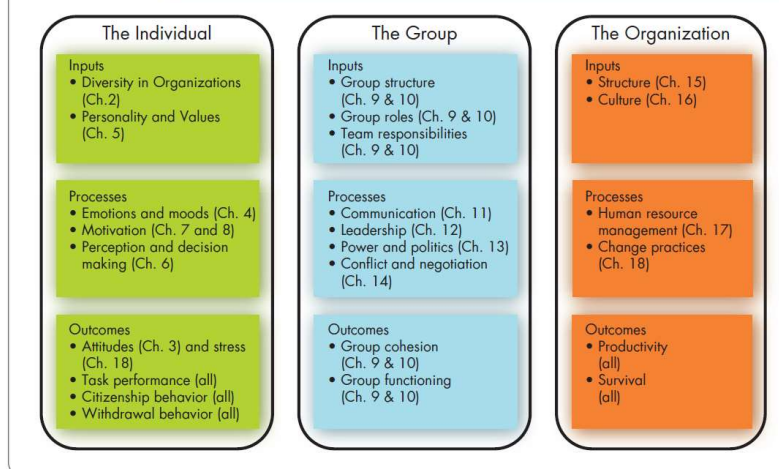 The Individual
Inputs
• Diversity in Organizations
(Ch.2)
• Personality and Values
(Ch. 5)
Processes
• Emotions and moods (Ch. 4)
• Motivation (Ch. 7 and 8)
• Perception and decision
making (Ch. 6)
Outcomes
• Attitudes (Ch. 3) and stress
(Ch. 18)
• Task performance (all)
• Citizenship behavior (all)
• Withdrawal behavior (all)
The Group
Inputs
• Group structure
(Ch. 9 & 10)
• Group roles (Ch. 9 & 10)
• Team responsibilities
(Ch. 9 & 10)
Processes
• Communication (Ch. 11)
• Leadership (Ch. 12)
• Power and politics (Ch. 13)
• Conflict and negotiation
(Ch. 14)
Outcomes
• Group cohesion
(Ch. 9 & 10)
• Group functioning
(Ch. 9 & 10)
The Organization
Inputs
• Structure (Ch. 15)
• Culture (Ch. 16)
Processes
• Human resource
management (Ch. 17)
• Change practices
(Ch. 18)
Outcomes
• Productivity
(all)
• Survival
(all)